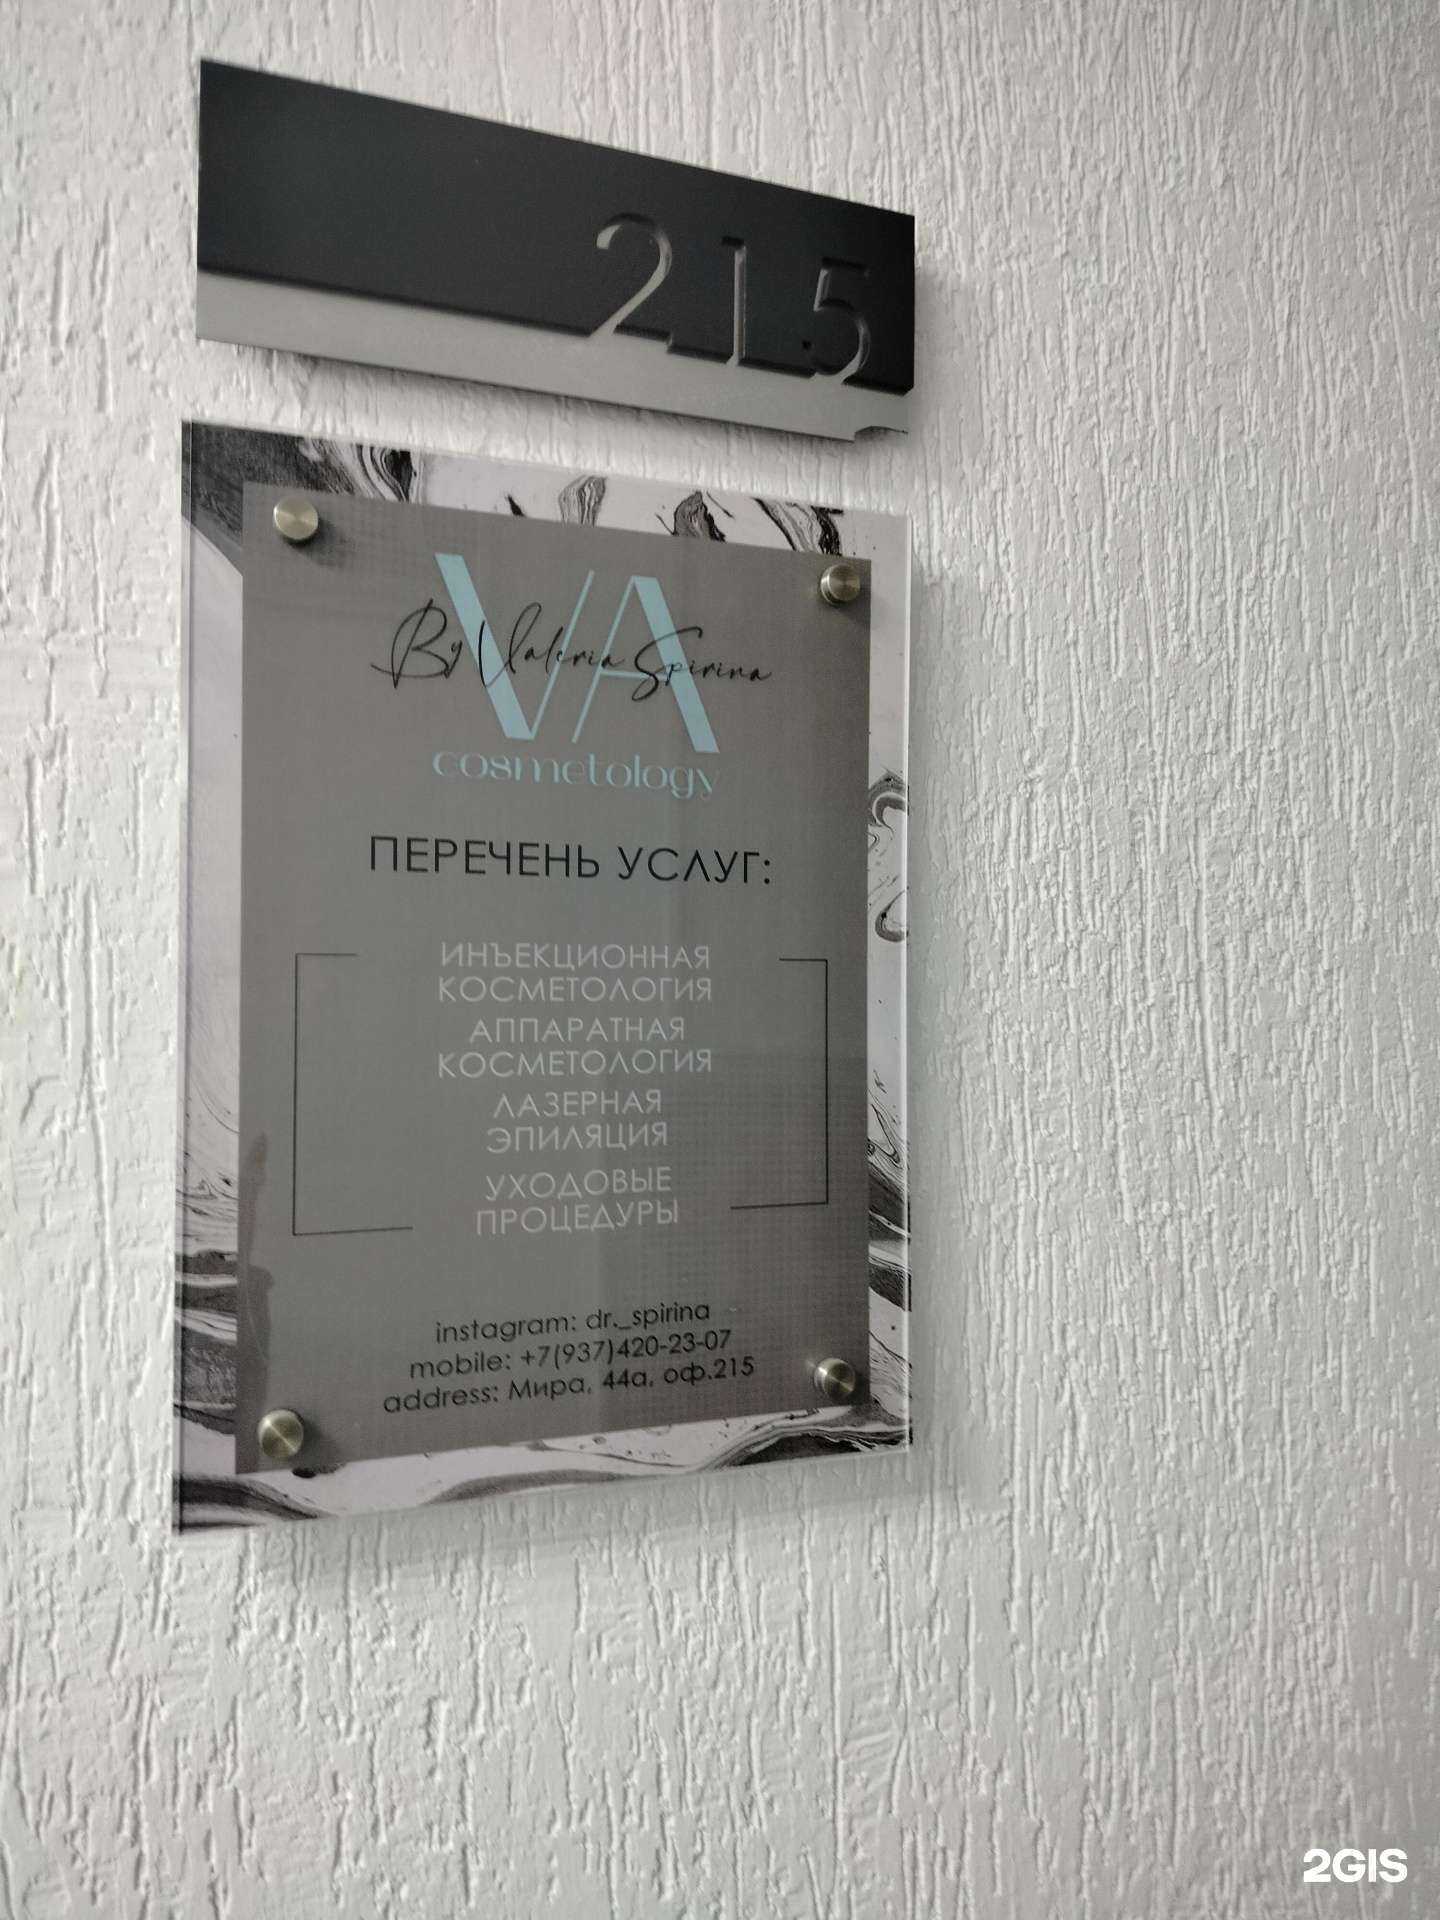 215
VA
By Valeria Spirina
cosmetology
ПЕРЕЧЕНЬ УСЛУГ:
ИНЪЕКЦИОННАЯ
КОСМЕТОЛОГИЯ
АППАРАТНАЯ
КОСМЕТОЛОГИЯ
ЛАЗЕРНАЯ
ЭПИЛЯЦИЯ
УХОДОВЫЕ
ПРОЦЕДУРЫ
instagram: dr._spirina
mobile: +7(937)420-23-07
address: Мира, 44а, оф.215
2GIS